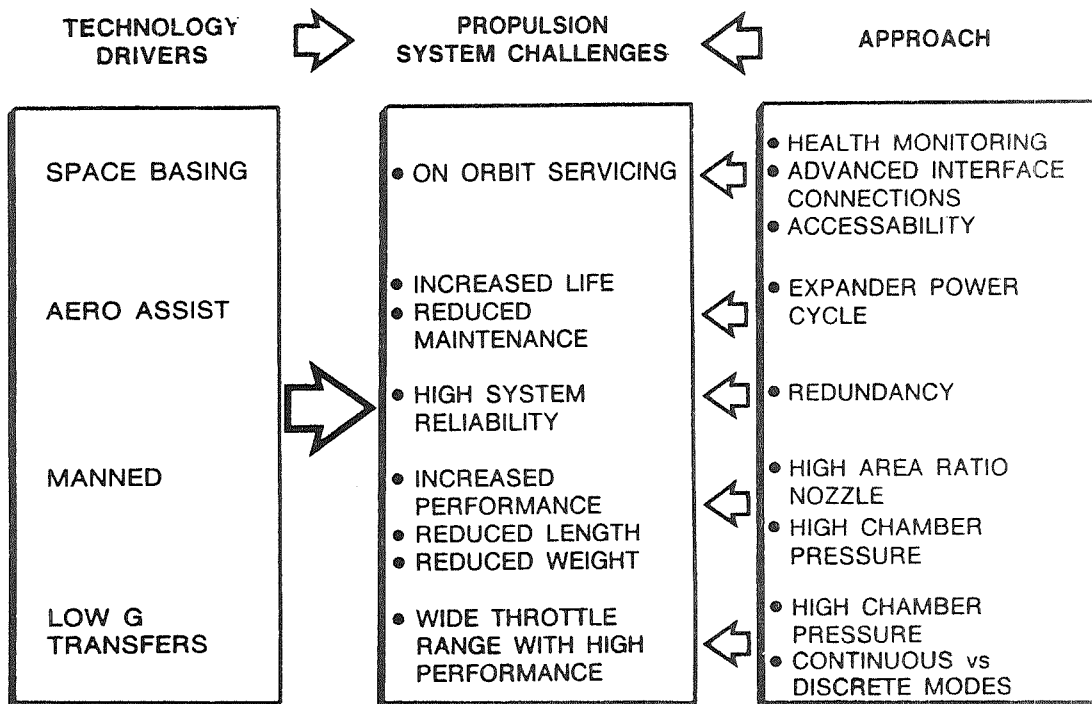 TECHNOLOGY
DRIVERS
PROPULSION
SYSTEM CHALLENGES
APPROACH
SPACE BASING
AERO ASSIST
MANNED
LOW G
TRANSFERS
• ON ORBIT SERVICING
• INCREASED LIFE
• REDUCED
MAINTENANCE
• HIGH SYSTEM
RELIABILITY
• INCREASED
PERFORMANCE
• REDUCED LENGTH
• REDUCED WEIGHT
• WIDE THROTTLE
RANGE WITH HIGH
PERFORMANCE
• HEALTH MONITORING
• ADVANCED INTERFACE
CONNECTIONS
• ACCESSABILITY
• EXPANDER POWER
CYCLE
• REDUNDANCY
• HIGH AREA RATIO
NOZZLE
• HIGH CHAMBER
PRESSURE
• HIGH CHAMBER
PRESSURE
• CONTINUOUS vs
DISCRETE MODES